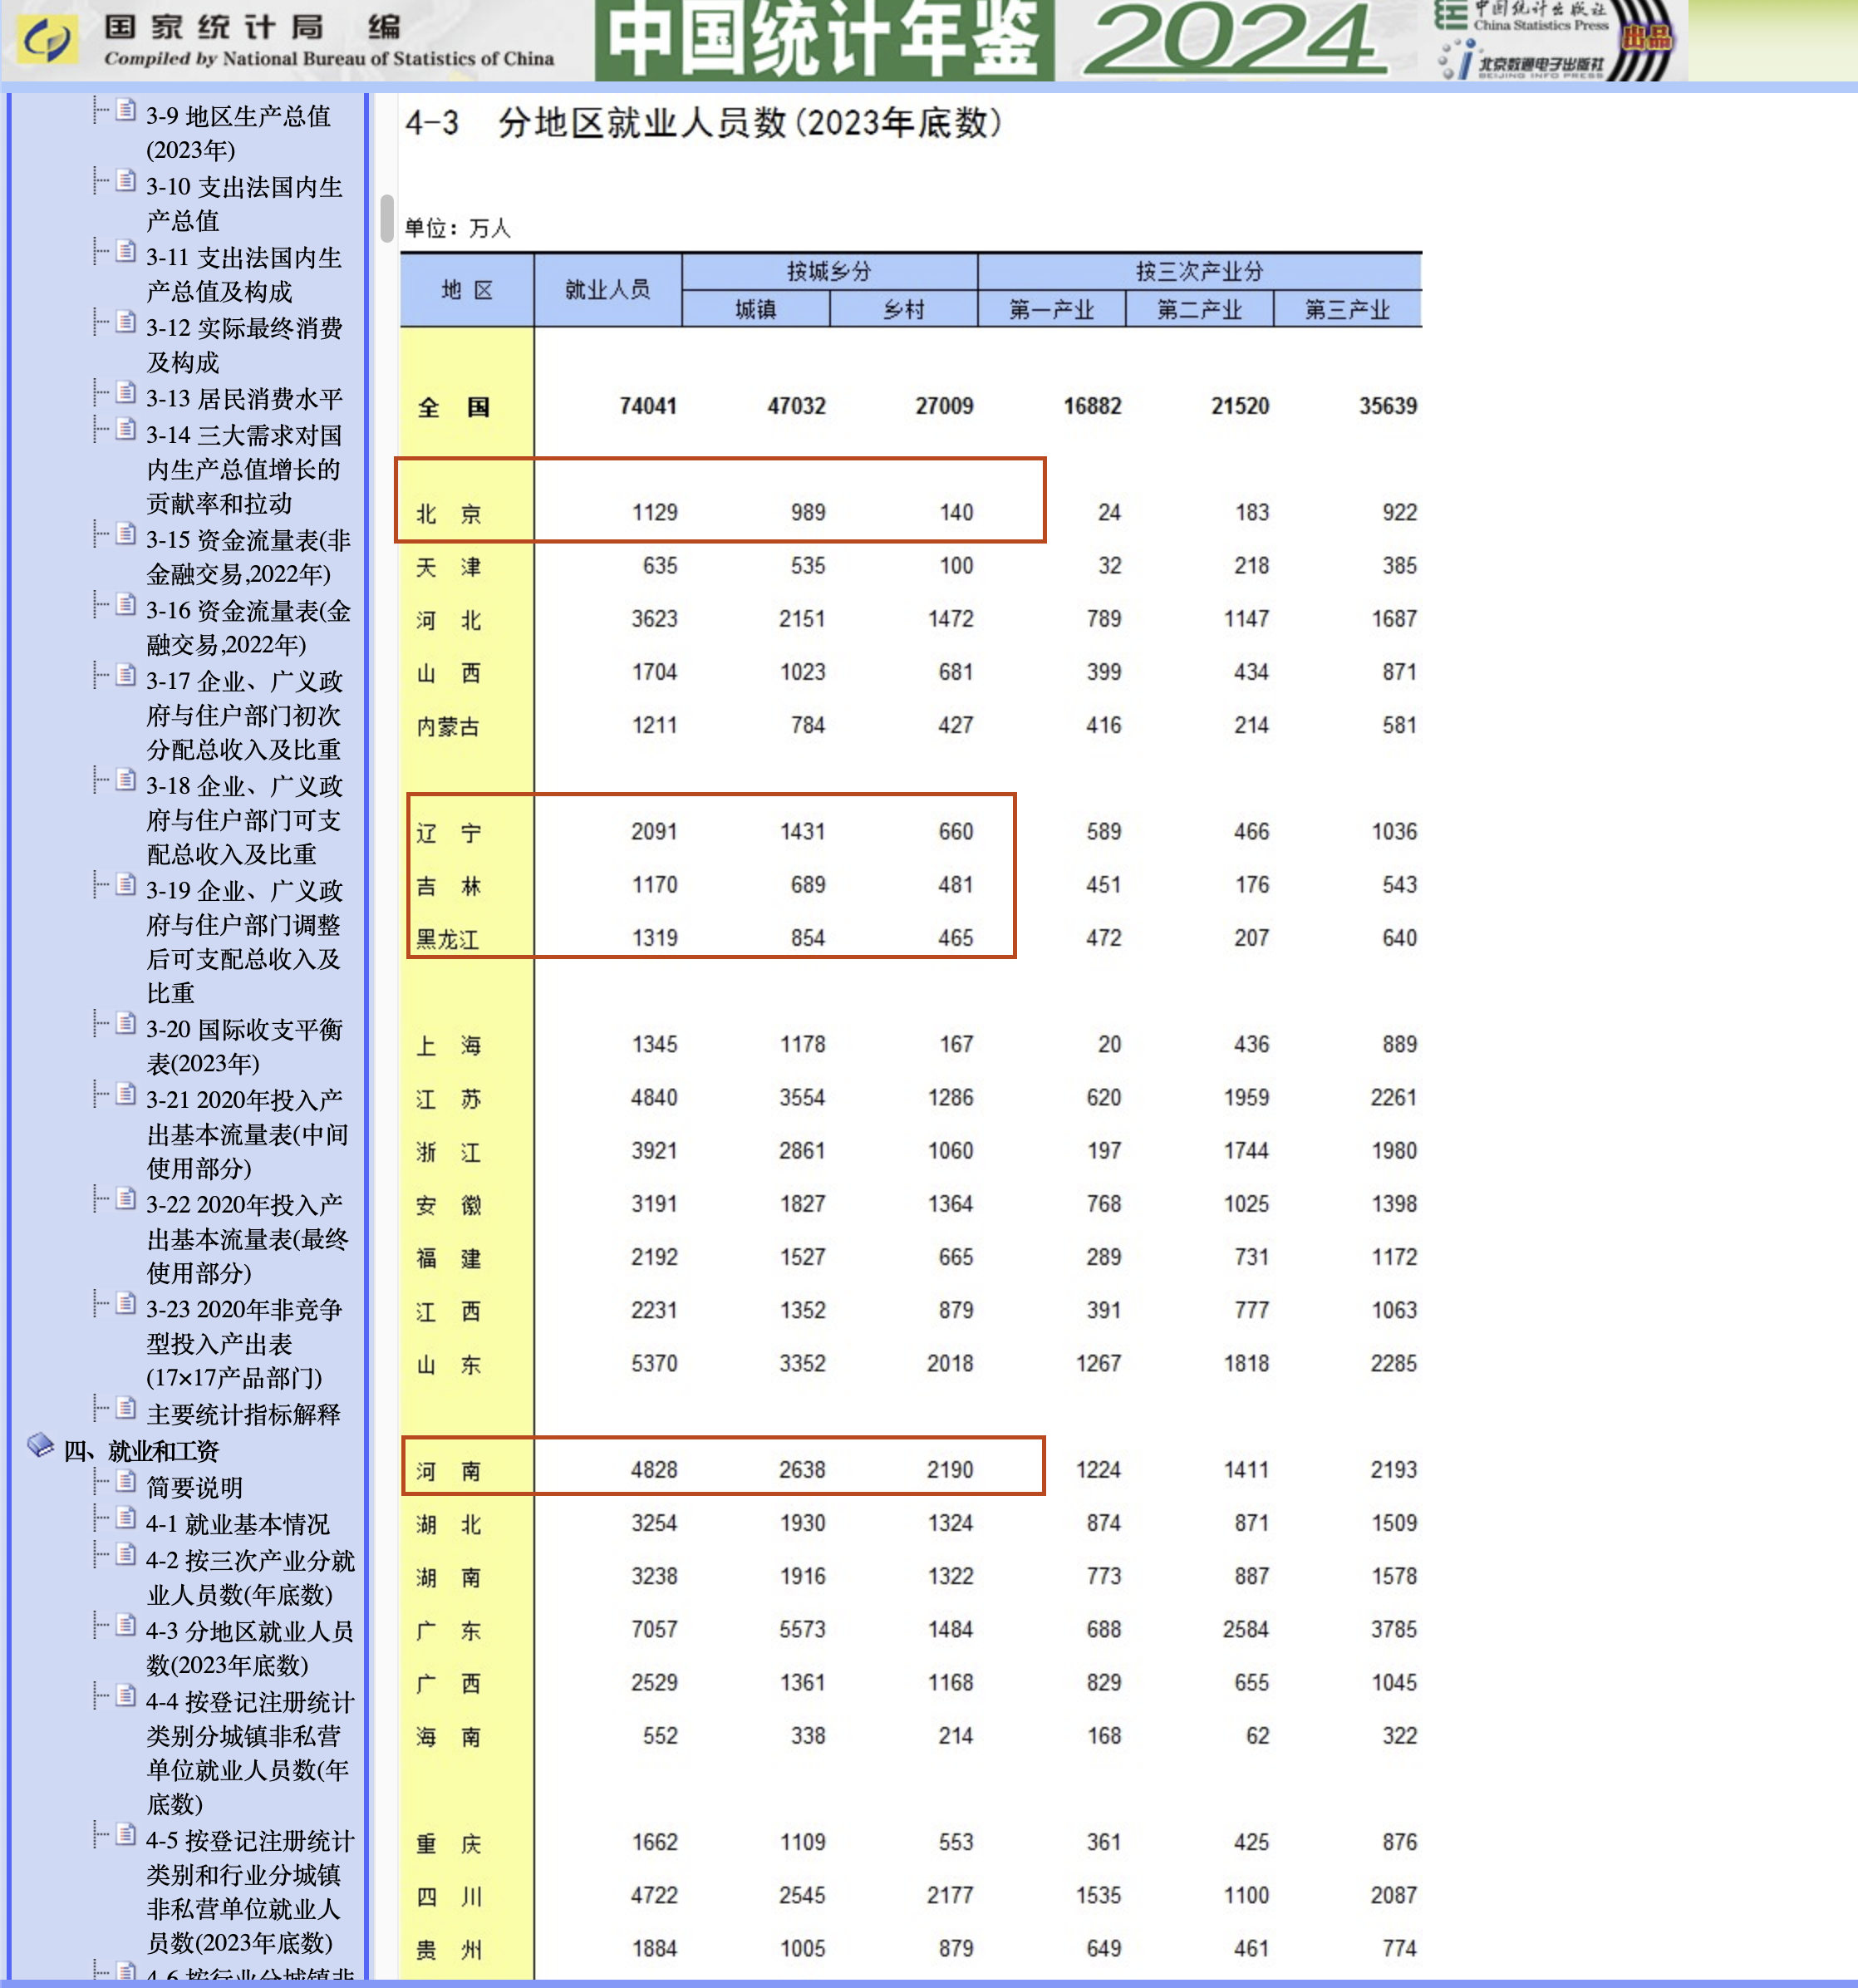 国家统计局 编
Compiled by National Bureau of Statistics of China
中国统计年鉴 2024
中国统计出版社
China Statistics Press
北京数通电子出版社
BEIJING INFO PRESS
出品
3-9 地区生产总值
(2023年)
3-10 支出法国内生
产总值
3-11 支出法国内生
产总值及构成
3-12 实际最终消费
及构成
3-13 居民消费水平
3-14 三大需求对国
内生产总值增长的
贡献率和拉动
3-15 资金流量表(非
金融交易,2022年)
3-16 资金流量表(金
融交易,2022年)
3-17 企业、广义政
府与住户部门初次
分配总收入及比重
3-18 企业、广义政
府与住户部门可支
配总收入及比重
3-19 企业、广义政
府与住户部门调整
后可支配总收入及
比重
3-20 国际收支平衡
表(2023年)
3-21 2020年投入产
出基本流量表(中间
使用部分)
3-22 2020年投入产
出基本流量表(最终
使用部分)
3-23 2020年非竞争
型投入产出表
(17×17产品部门)
主要统计指标解释
四、就业和工资
简要说明
4-1 就业基本情况
4-2 按三次产业分就
业人员数(年底数)
4-3 分地区就业人员
数(2023年底数)
4-4 按登记注册统计
类别分城镇非私营
单位就业人员数(年
底数)
4-5 按登记注册统计
类别和行业分城镇
非私营单位就业人
员数(2023年底数)
4-6 按行业分城镇非
4-3 分地区就业人员数(2023年底数)
单位：万人
地 区 就业人员 按城乡分 按三次产业分
城镇 乡村 第一产业 第二产业 第三产业
全 国 74041 47032 27009 16882 21520 35639
北 京 1129 989 140 24 183 922
天 津 635 535 100 32 218 385
河 北 3623 2151 1472 789 1147 1687
山 西 1704 1023 681 399 434 871
内蒙古 1211 784 427 416 214 581
辽 宁 2091 1431 660 589 466 1036
吉 林 1170 689 481 451 176 543
黑龙江 1319 854 465 472 207 640
上 海 1345 1178 167 20 436 889
江 苏 4840 3554 1286 620 1959 2261
浙 江 3921 2861 1060 197 1744 1980
安 徽 3191 1827 1364 768 1025 1398
福 建 2192 1527 665 289 731 1172
江 西 2231 1352 879 391 777 1063
山 东 5370 3352 2018 1267 1818 2285
河 南 4828 2638 2190 1224 1411 2193
湖 北 3254 1930 1324 874 871 1509
湖 南 3238 1916 1322 773 887 1578
广 东 7057 5573 1484 688 2584 3785
广 西 2529 1361 1168 829 655 1045
海 南 552 338 214 168 62 322
重 庆 1662 1109 553 361 425 876
四 川 4722 2545 2177 1535 1100 2087
贵 州 1884 1005 879 649 461 774